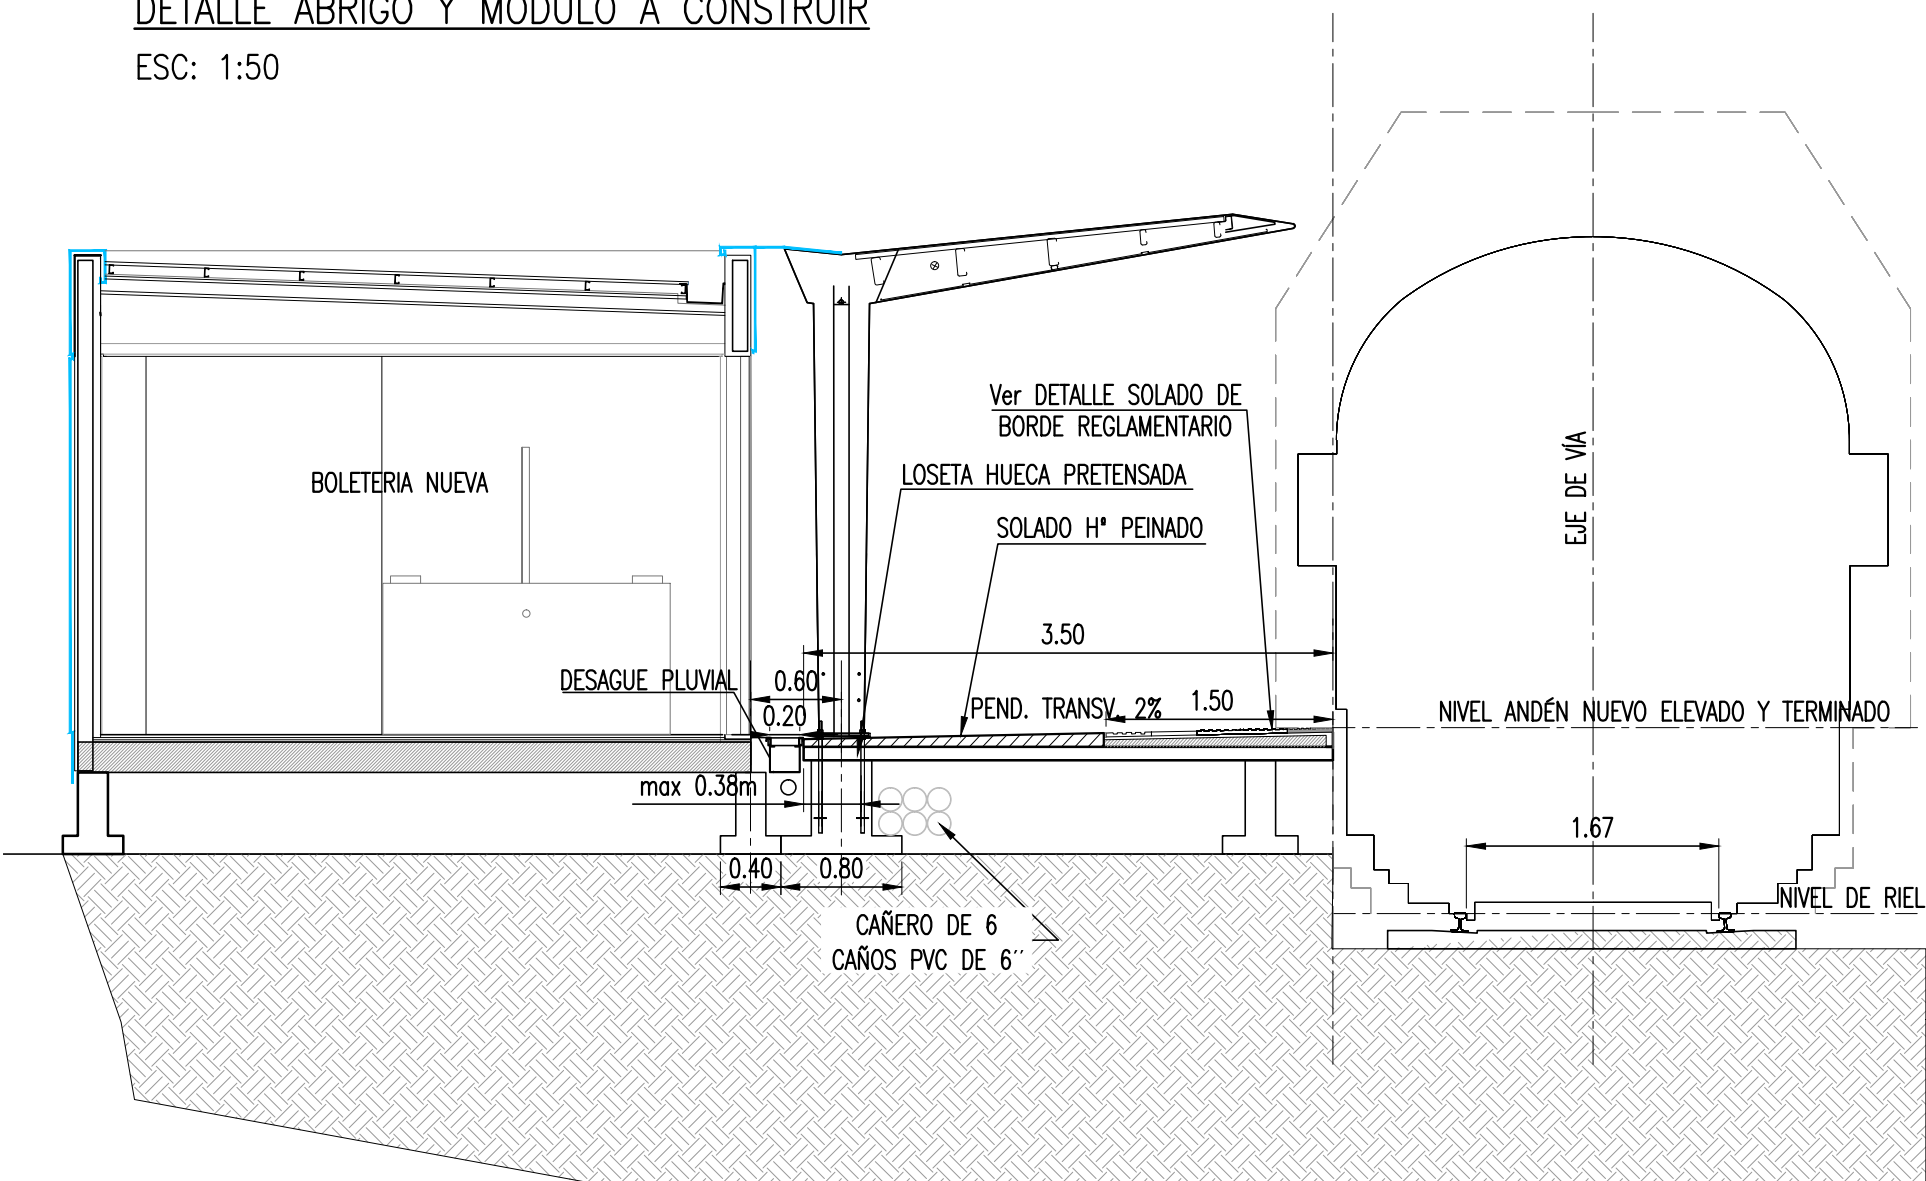 DETALLE ABRIGO Y MODULO A CONSTRUIR
ESC: 1:50
Ver DETALLE SOLADO DE
BORDE REGLAMENTARIO
LOSETA HUECA PRETENSADA
BOLETERIA NUEVA
SOLADO Hº PEINADO
EJE DE VÍA
3.50
DESAGUE PLUVIAL
0.60
0.20
PEND. TRANSV. 2%
1.50
NIVEL ANDÉN NUEVO ELEVADO Y TERMINADO
max 0.38m
1.67
0.40
0.80
NIVEL DE RIEL
CAÑERO DE 6
CAÑOS PVC DE 6´´